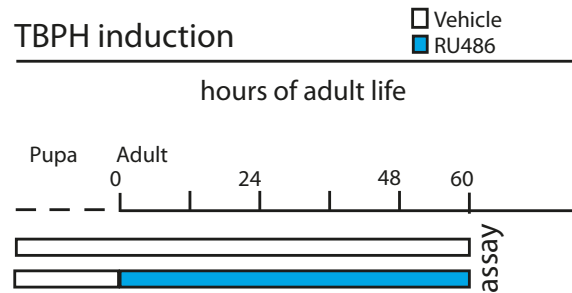 TBPH induction
Vehicle
RU486
hours of adult life
Pupa
Adult
0
24
48
60
assay